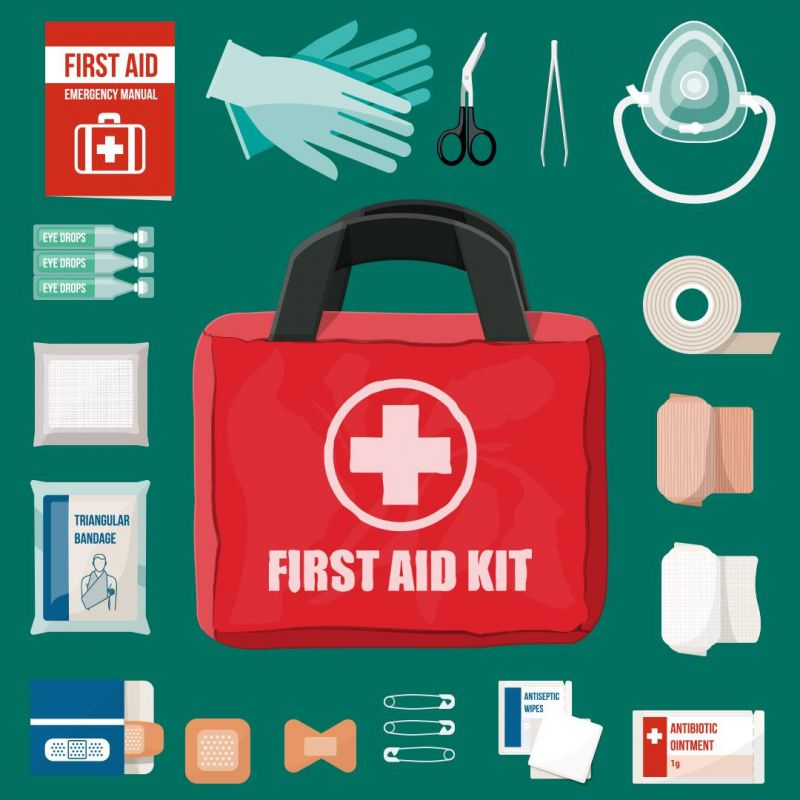 FIRST AID
EMERGENCY MANUAL
EYE DROPS
EYE DROPS
EYE DROPS
TRIANGULAR
BANDAGE
FIRST AID KIT
ANTISEPTIC
WIPES
ANTIBIOTIC
OINTMENT
1g